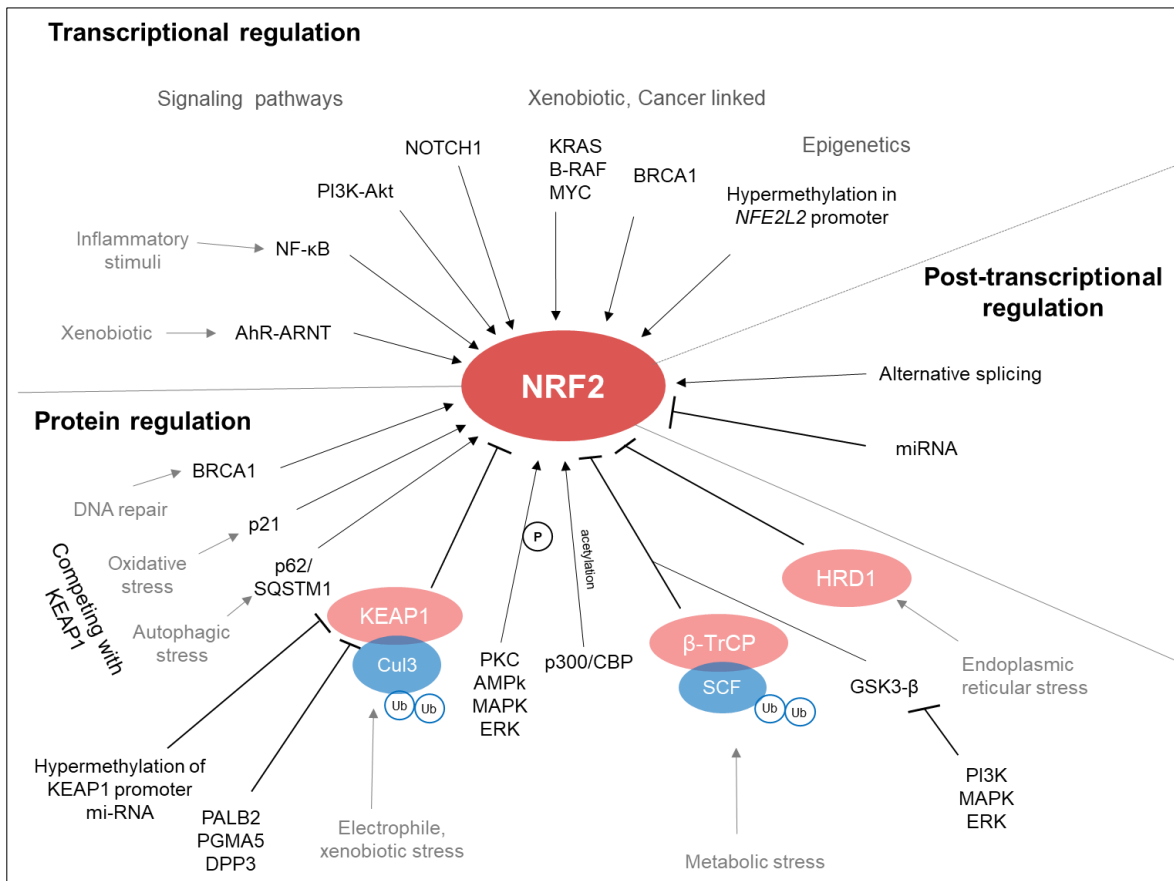 Transcriptional regulation
Signaling pathways
Xenobiotic, Cancer linked
Epigenetics
NOTCH1
KRAS
B-RAF
MYC
BRCA1
PI3K-Akt
Hypermethylation in
NFE2L2 promoter
Inflammatory
stimuli
NF-κB
Xenobiotic
AhR-ARNT
NRF2
Post-transcriptional
regulation
Alternative splicing
miRNA
Protein regulation
BRCA1
DNA repair
p21
Oxidative
stress
p62/
SQSTM1
Autophagic
stress
Competing with
KEAP1
KEAP1
Cul3
Ub
Ub
P
acetylation
PKC
AMPk
MAPK
ERK
p300/CBP
β-TrCP
SCF
Ub
Ub
HRD1
GSK3-β
Endoplasmic
reticular stress
Hypermethylation of
KEAP1 promoter
mi-RNA
PALB2
PGMA5
DPP3
Electrophile,
xenobiotic stress
Metabolic stress
PI3K
MAPK
ERK